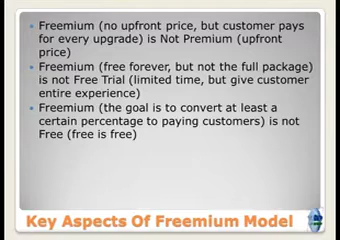 • Freemium (no upfront price, but customer pays
for every upgrade) is Not Premium (upfront
price)
• Freemium (free forever, but not the full package)
is not Free Trial (limited time, but give customer
entire experience)
• Freemium (the goal is to convert at least a
certain percentage to paying customers) is not
Free (free is free)
Key Aspects Of Freemium Model